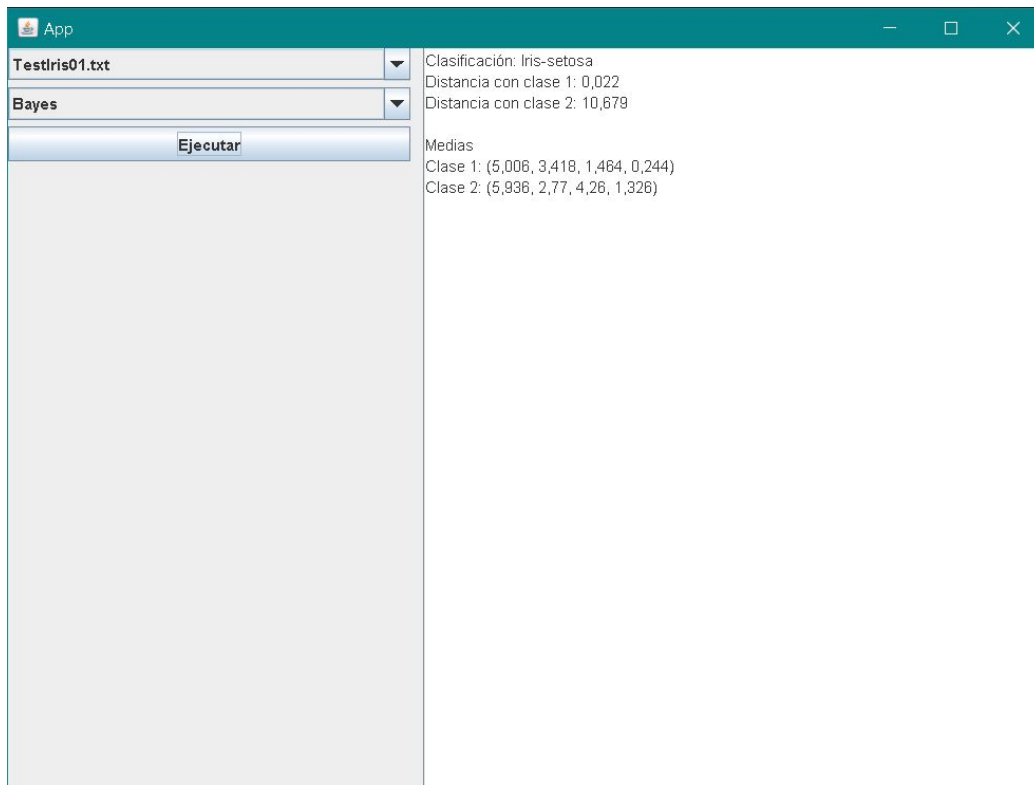 App
TestIris01.txt
Bayes
Ejecutar
Clasificación: Iris-setosa
Distancia con clase 1: 0,022
Distancia con clase 2: 10,679
Medias
Clase 1: (5,006, 3,418, 1,464, 0,244)
Clase 2: (5,936, 2,77, 4,26, 1,326)